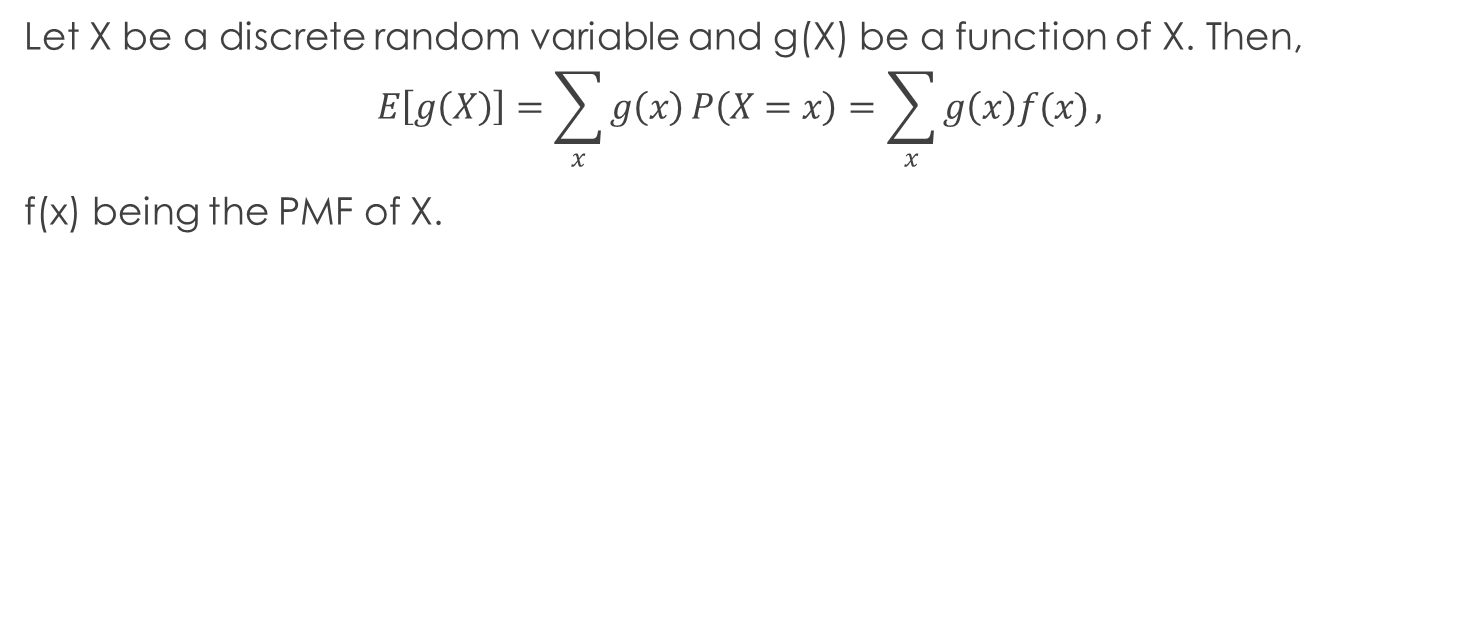 Let X be a discrete random variable and g(X) be a function of X. Then,
E[g(X)] = ∑ₓ g(x) P(X = x) = ∑ₓ g(x)f(x),
f(x) being the PMF of X.